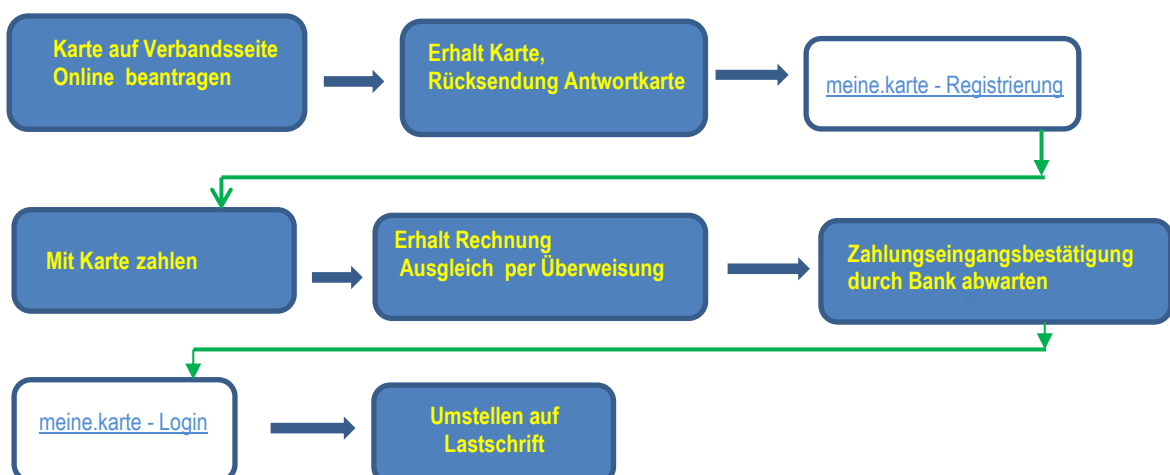 Karte auf Verbandsseite
Online beantragen
Erhalt Karte,
Rücksendung Antwortkarte
meine.karte - Registrierung
Mit Karte zahlen
Erhalt Rechnung
Ausgleich per Überweisung
Zahlungseingangsbestätigung
durch Bank abwarten
meine.karte - Login
Umstellen auf
Lastschrift